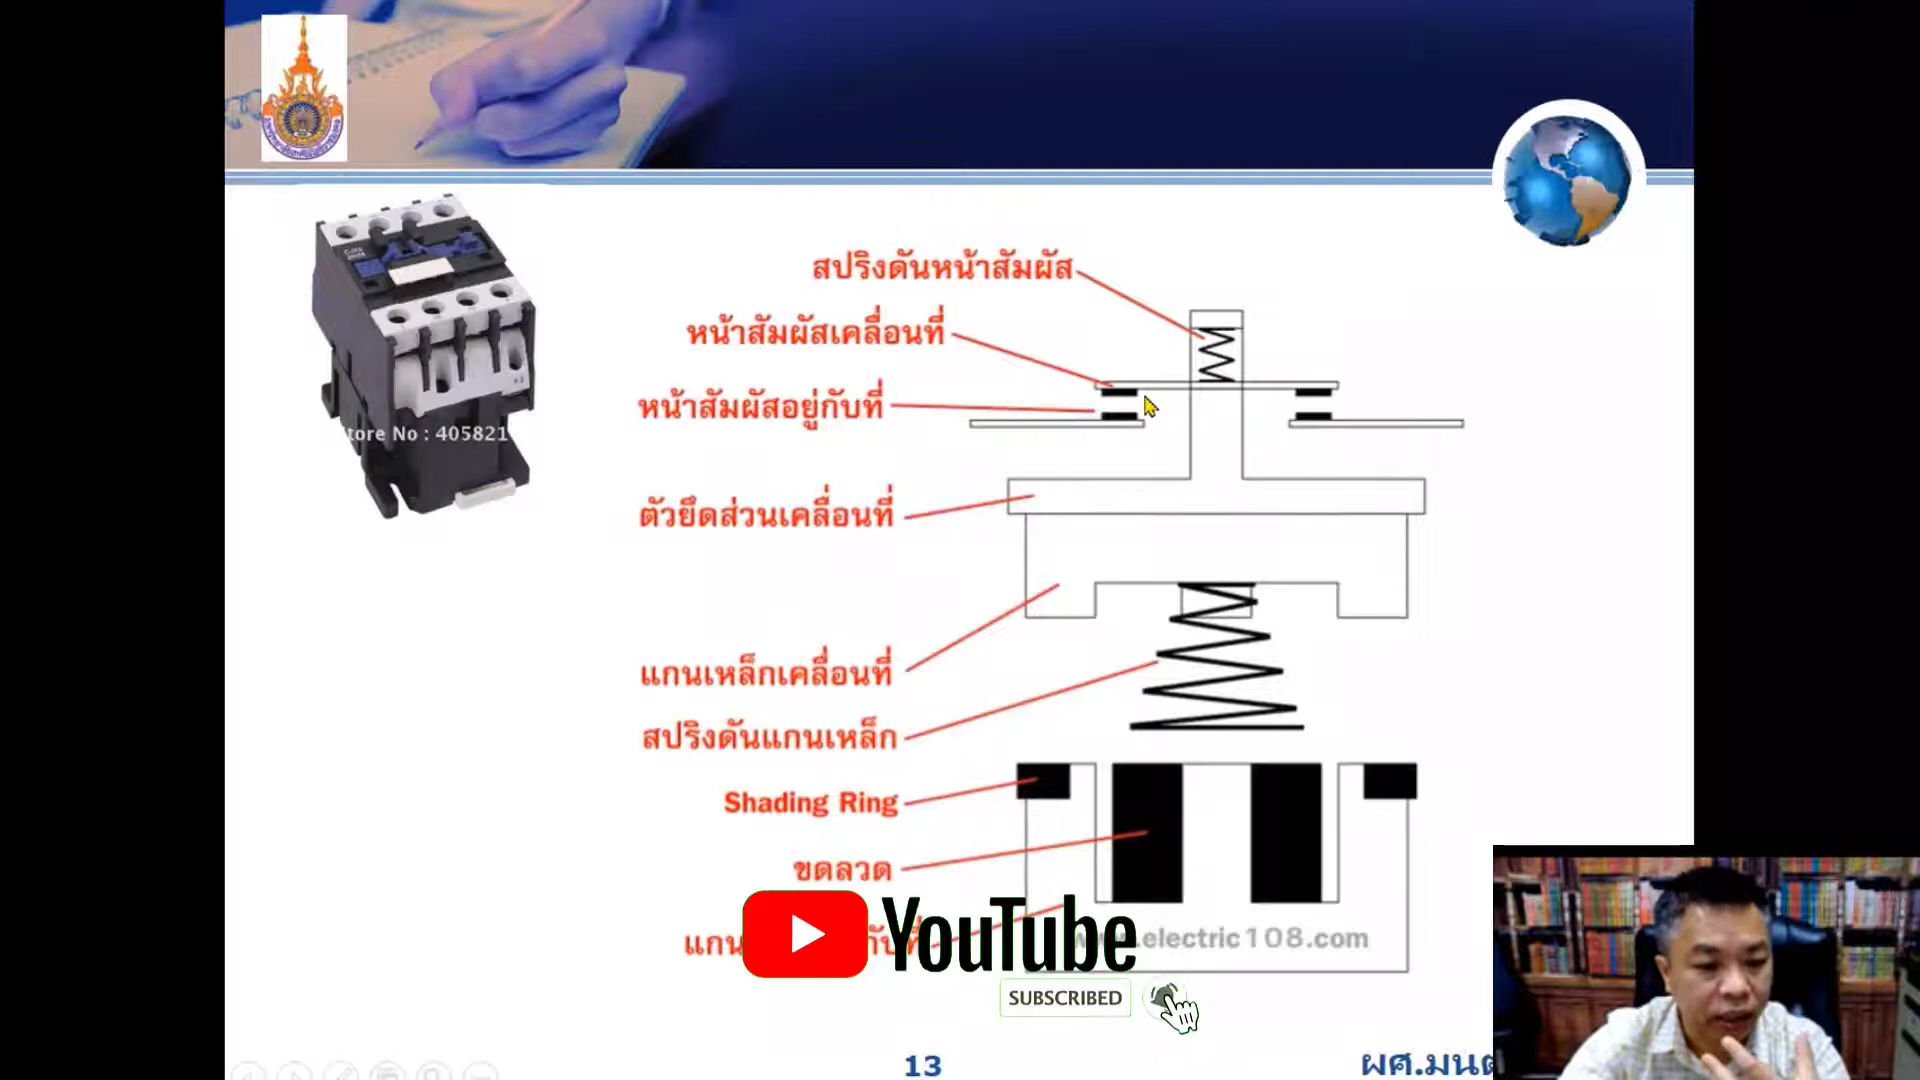 สปริงดันหน้าสัมผัส
หน้าสัมผัสเคลื่อนที่
หน้าสัมผัสอยู่กับที่
tore No : 405821
ตัวยึดส่วนเคลื่อนที่
แกนเหล็กเคลื่อนที่
สปริงดันแกนเหล็ก
Shading Ring
ขดลวด
YouTube
.electric108.com
SUBSCRIBED
13
ผศ.มนต